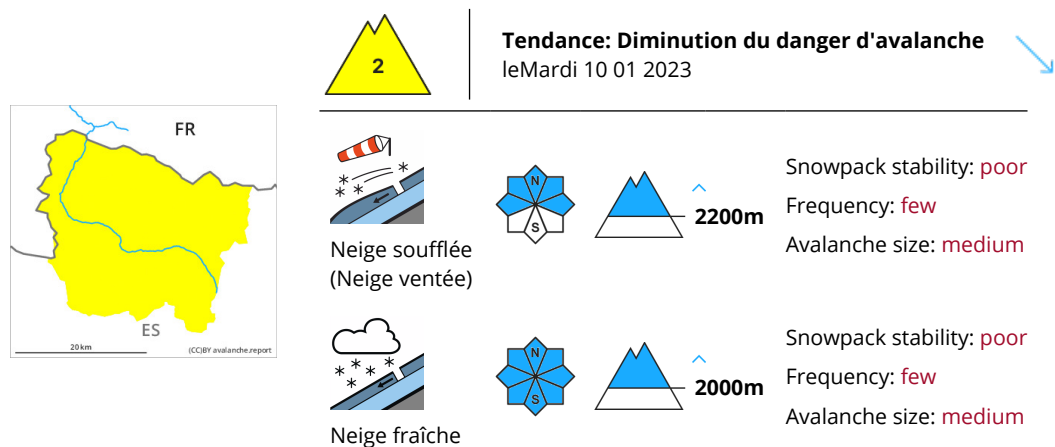 2
Tendance: Diminution du danger d'avalanche
leMardi 10 01 2023
FR
ES
20 km
(CC)BY avalanche.report
Neige soufflée
(Neige ventée)
N
S
2200m
Snowpack stability: poor
Frequency: few
Avalanche size: medium
Neige fraîche
N
S
2000m
Snowpack stability: poor
Frequency: few
Avalanche size: medium